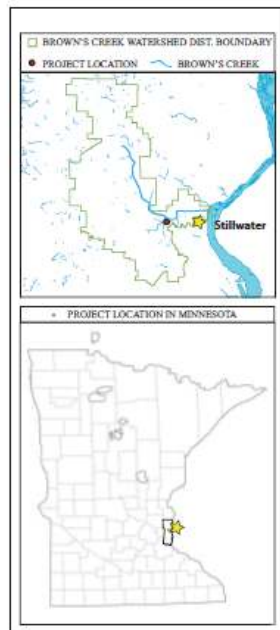 BROWN'S CREEK WATERSHED DIST. BOUNDARY
PROJECT LOCATION
BROWN'S CREEK
Stillwater
PROJECT LOCATION IN MINNESOTA